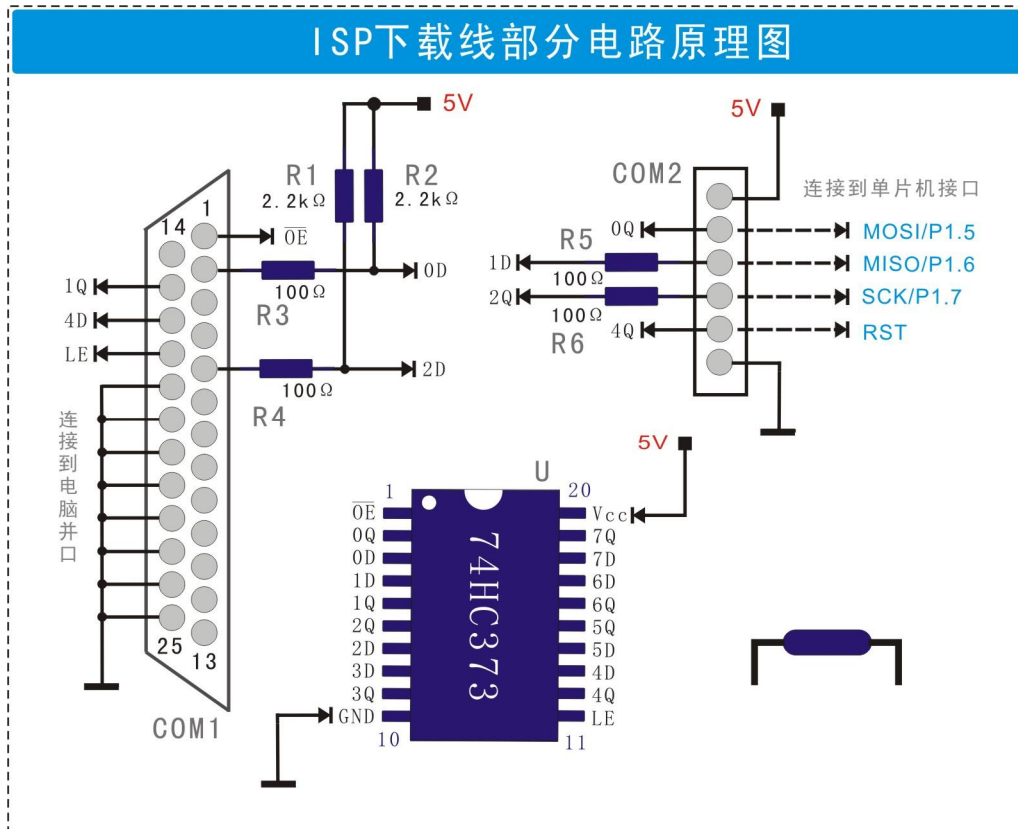 ISP下载线部分电路原理图
5V
R1
2.2kΩ
R2
2.2kΩ
14
1
OE
1Q
4D
LE
100Ω
R3
0D
100Ω
R4
2D
连接到电脑并口
25
13
COM1
5V
COM2
连接到单片机接口
0Q
MOSI/P1.5
1D
R5
100Ω
MISO/P1.6
2Q
100Ω
R6
SCK/P1.7
4Q
RST
5V
U
1
20
OE
0Q
0D
1D
1Q
2Q
2D
3D
3Q
GND
10
74HC373
Vcc
7Q
7D
6D
6Q
5Q
5D
4D
4Q
LE
11